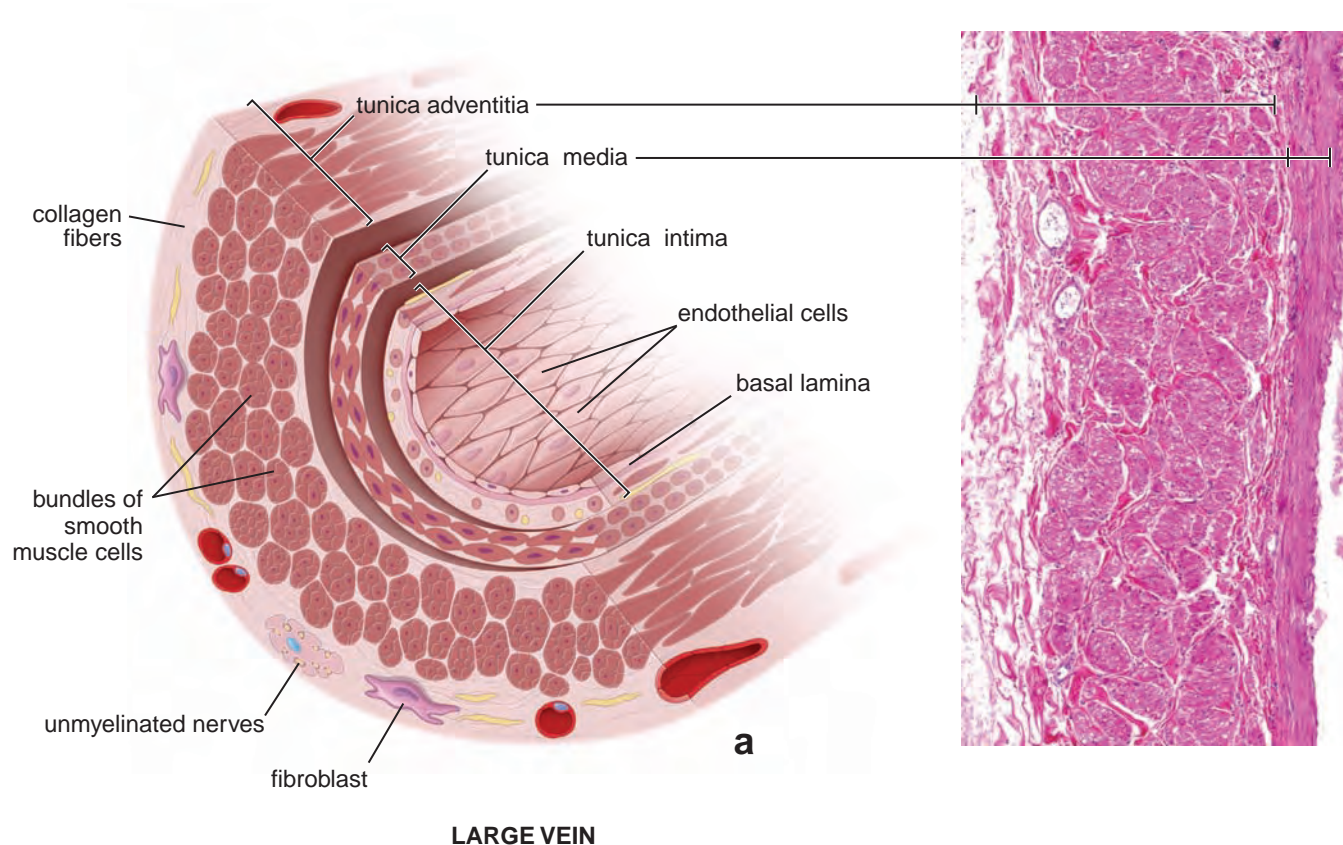 tunica adventitia
tunica media
collagen
fibers
tunica intima
endothelial cells
basal lamina
bundles of
smooth
muscle cells
unmyelinated nerves
a
fibroblast
LARGE VEIN